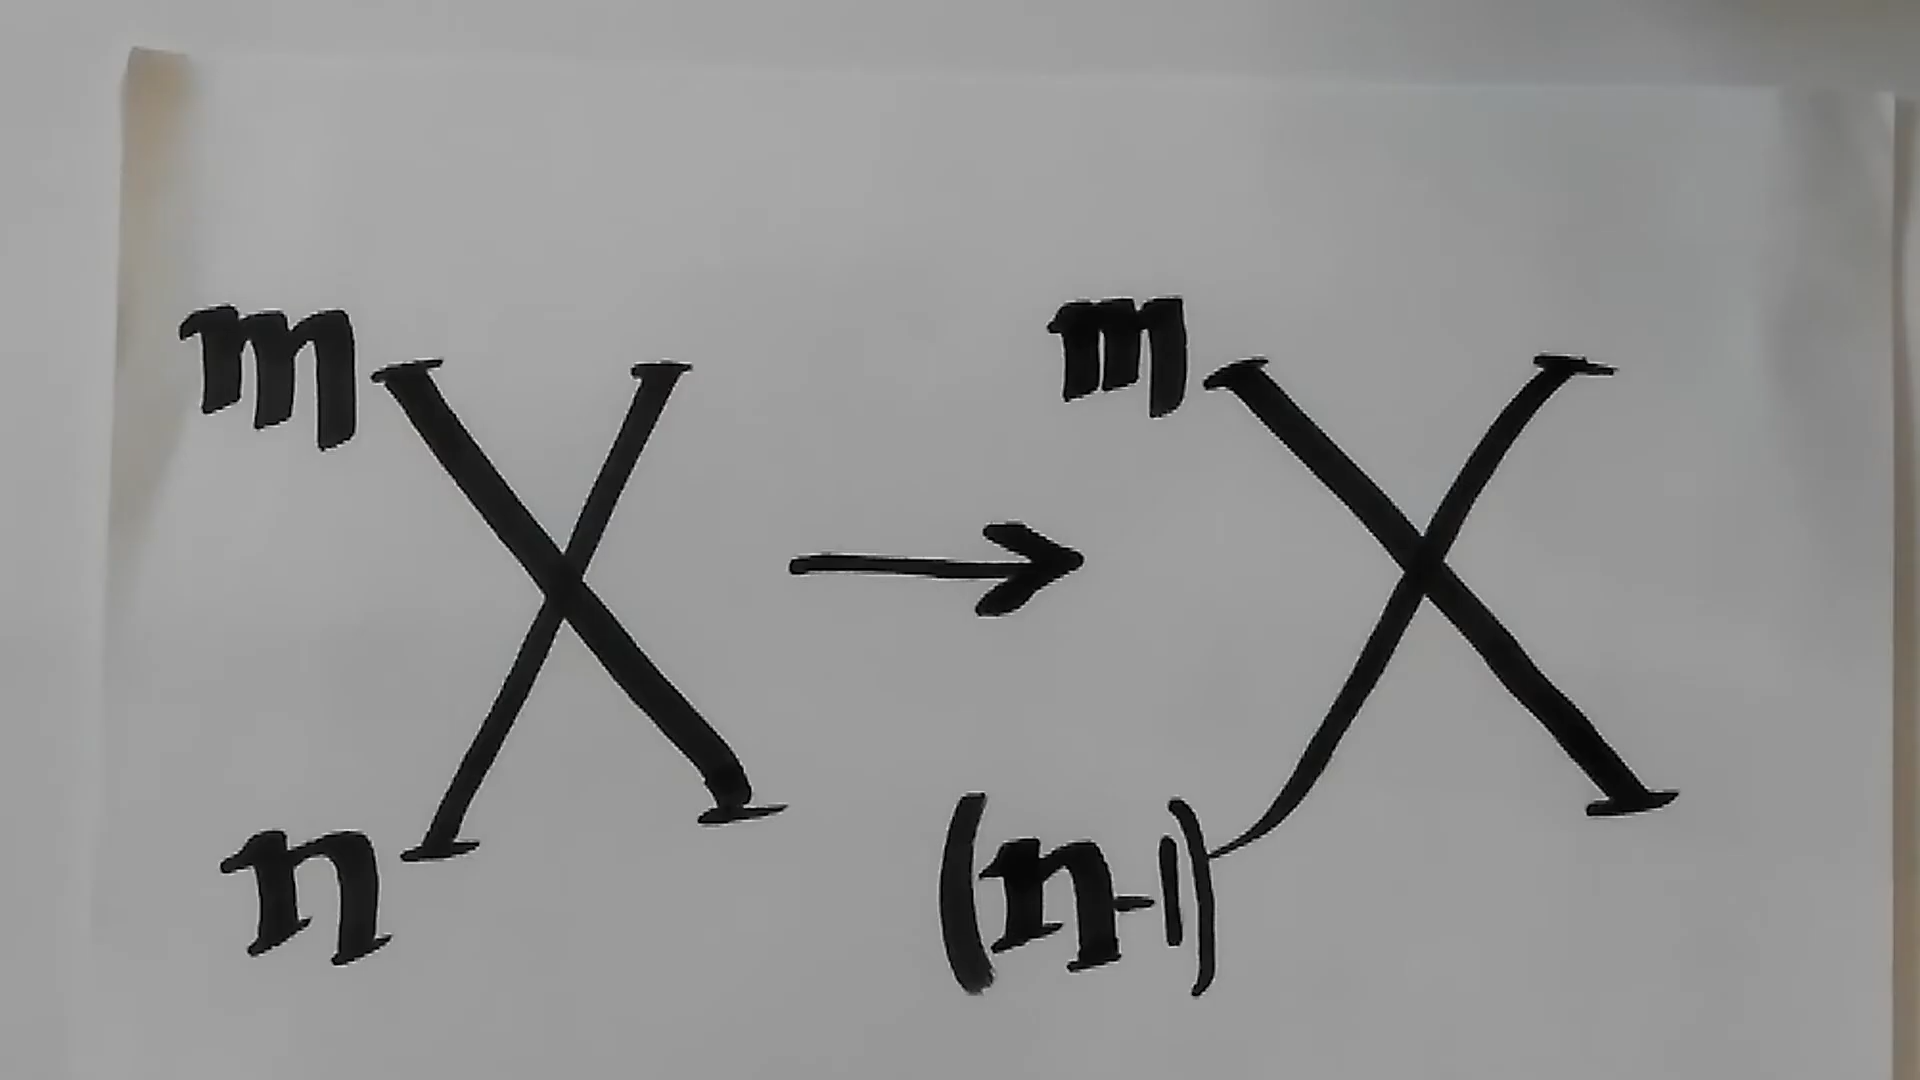 m X → m X
n (n-1)